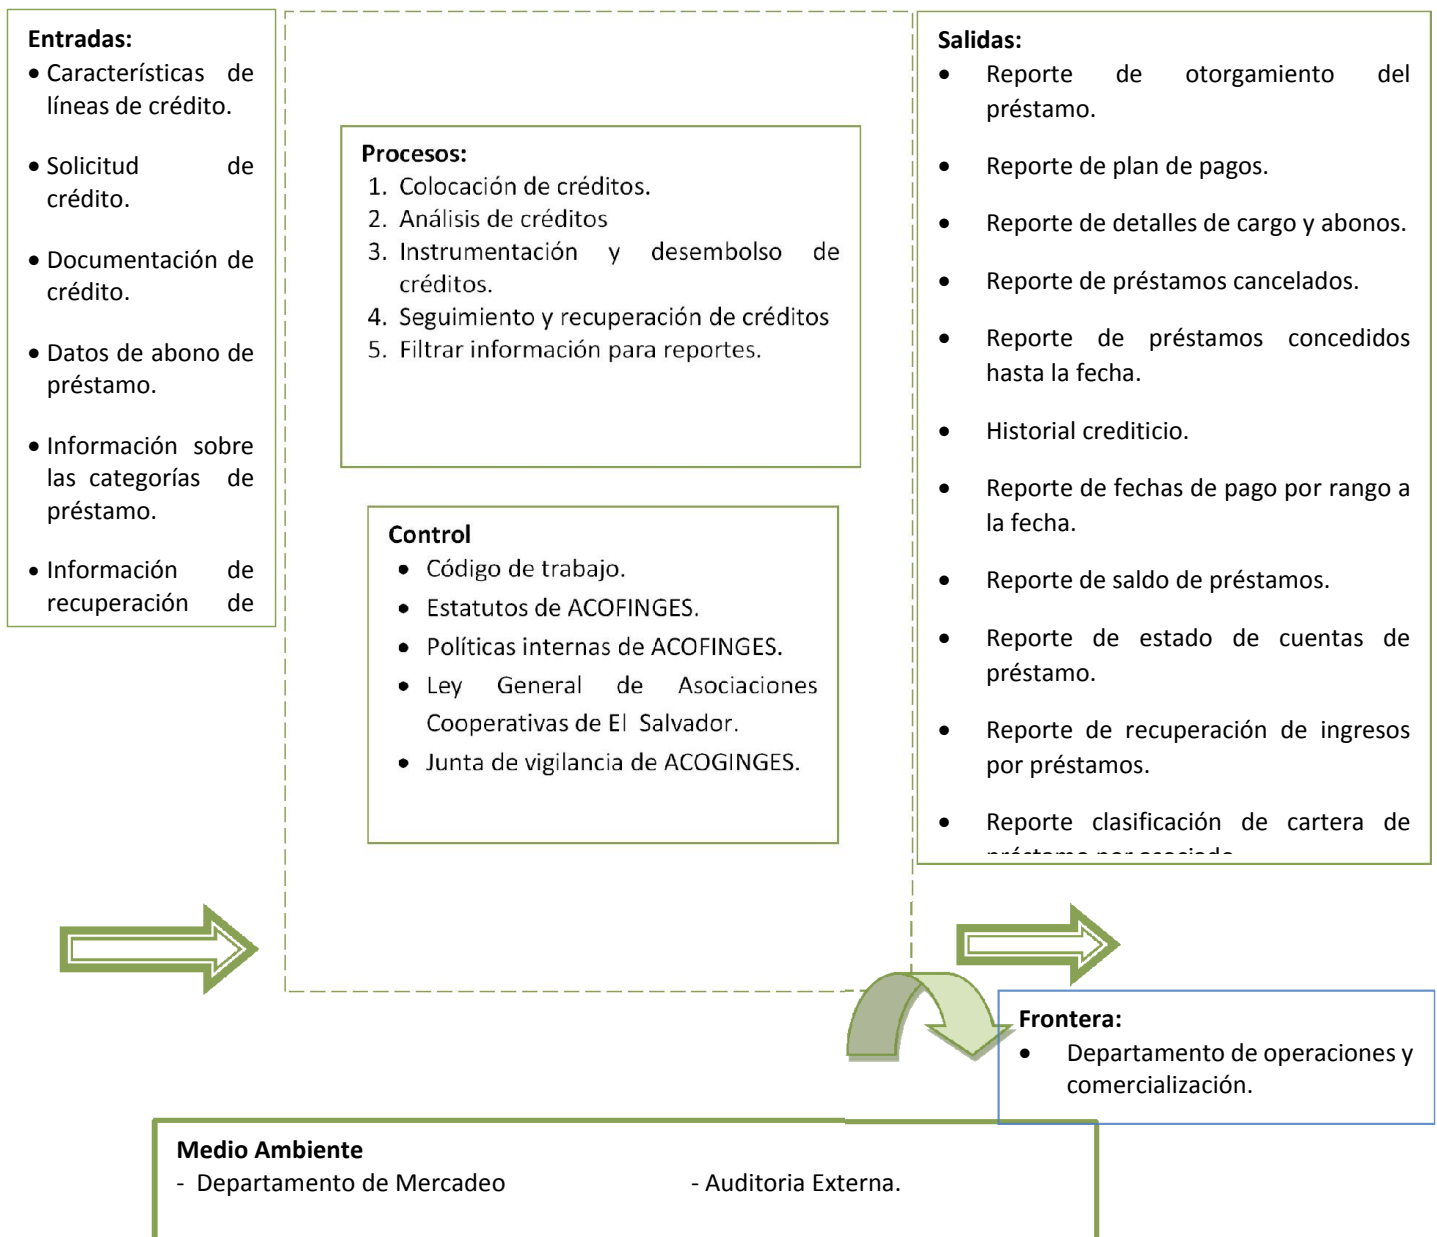 Entradas:
• Características de
líneas de crédito.
• Solicitud de
crédito.
• Documentación de
crédito.
• Datos de abono de
préstamo.
• Información sobre
las categorías de
préstamo.
• Información de
recuperación de
Procesos:
1. Colocación de créditos.
2. Análisis de créditos
3. Instrumentación y desembolso de
créditos.
4. Seguimiento y recuperación de créditos
5. Filtrar información para reportes.
Control
• Código de trabajo.
• Estatutos de ACOFINGES.
• Políticas internas de ACOFINGES.
• Ley General de Asociaciones
Cooperativas de El Salvador.
• Junta de vigilancia de ACOGINGES.
Salidas:
• Reporte de otorgamiento del
préstamo.
• Reporte de plan de pagos.
• Reporte de detalles de cargo y abonos.
• Reporte de préstamos cancelados.
• Reporte de préstamos concedidos
hasta la fecha.
• Historial crediticio.
• Reporte de fechas de pago por rango a
la fecha.
• Reporte de saldo de préstamos.
• Reporte de estado de cuentas de
préstamo.
• Reporte de recuperación de ingresos
por préstamos.
• Reporte clasificación de cartera de
préstamo por asociado
Frontera:
• Departamento de operaciones y
comercialización.
Medio Ambiente
- Departamento de Mercadeo - Auditoria Externa.